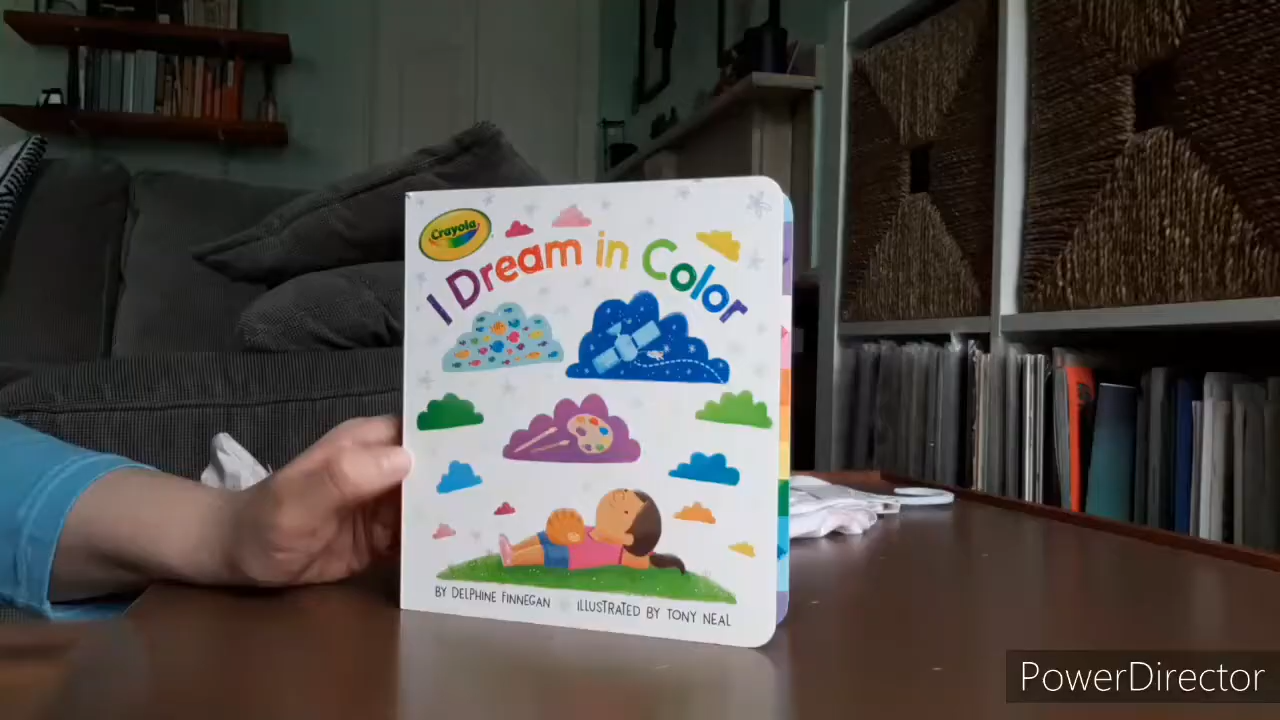 Crayola
I Dream in Color
BY DELPHINE FINNEGAN ILLUSTRATED BY TONY NEAL
PowerDirector